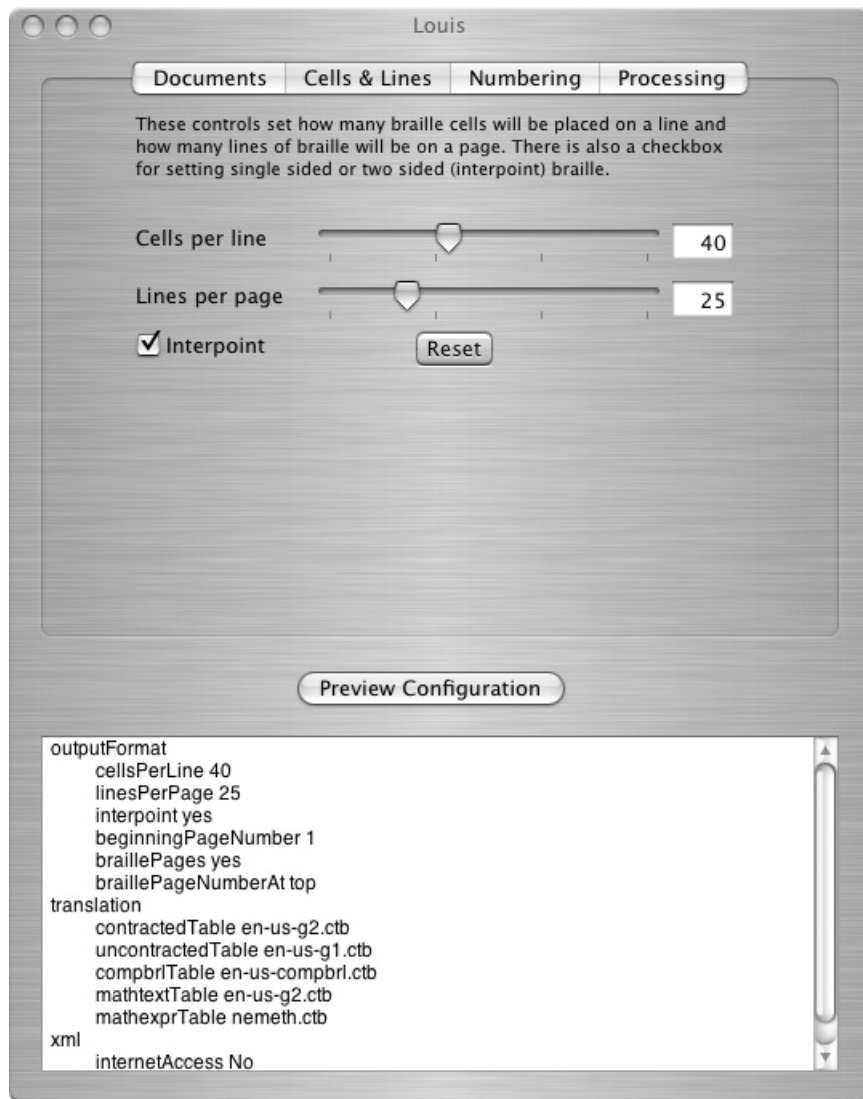 Louis
Documents Cells & Lines Numbering Processing
These controls set how many braille cells will be placed on a line and
how many lines of braille will be on a page. There is also a checkbox
for setting single sided or two sided (interpoint) braille.
Cells per line 40
Lines per page 25
Interpoint Reset
Preview Configuration
outputFormat
cellsPerLine 40
linesPerPage 25
interpoint yes
beginningPageNumber 1
braillePages yes
braillePageNumberAt top
translation
contractedTable en-us-g2.ctb
uncontractedTable en-us-g1.ctb
compbrlTable en-us-compbrl.ctb
mathtextTable en-us-g2.ctb
mathexprTable nemeth.ctb
xml
internetAccess No